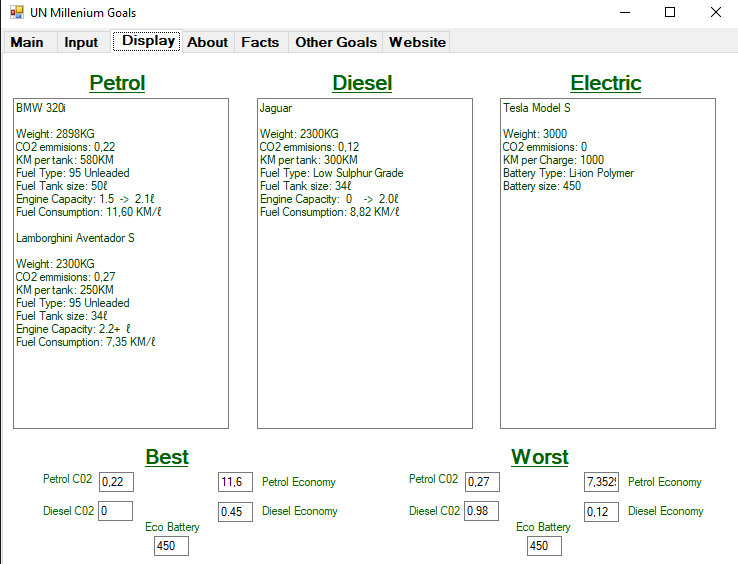 UN Millenium Goals
Main Input Display About Facts Other Goals Website
Petrol
BMW 320i
Weight: 2898KG
CO2 emmisions: 0,22
KM per tank: 580KM
Fuel Type: 95 Unleaded
Fuel Tank size: 50ℓ
Engine Capacity: 1.5 -> 2.1ℓ
Fuel Consumption: 11,60 KM/ℓ
Lamborghini Aventador S
Weight: 2300KG
CO2 emmisions: 0,27
KM per tank: 250KM
Fuel Type: 95 Unleaded
Fuel Tank size: 34ℓ
Engine Capacity: 2.2+ ℓ
Fuel Consumption: 7,35 KM/ℓ
Diesel
Jaguar
Weight: 2300KG
CO2 emmisions: 0,12
KM per tank: 300KM
Fuel Type: Low Sulphur Grade
Fuel Tank size: 34ℓ
Engine Capacity: 0 -> 2.0ℓ
Fuel Consumption: 8,82 KM/ℓ
Electric
Tesla Model S
Weight: 3000
CO2 emmisions: 0
KM per Charge: 1000
Battery Type: Li-ion Polymer
Battery size: 450
Best
Petrol C02 0,22 11,6 Petrol Economy
Diesel C02 0 0.45 Diesel Economy
Eco Battery
450
Worst
Petrol C02 0,27 7,352 Petrol Economy
Diesel C02 0.98 0,12 Diesel Economy
Eco Battery
450